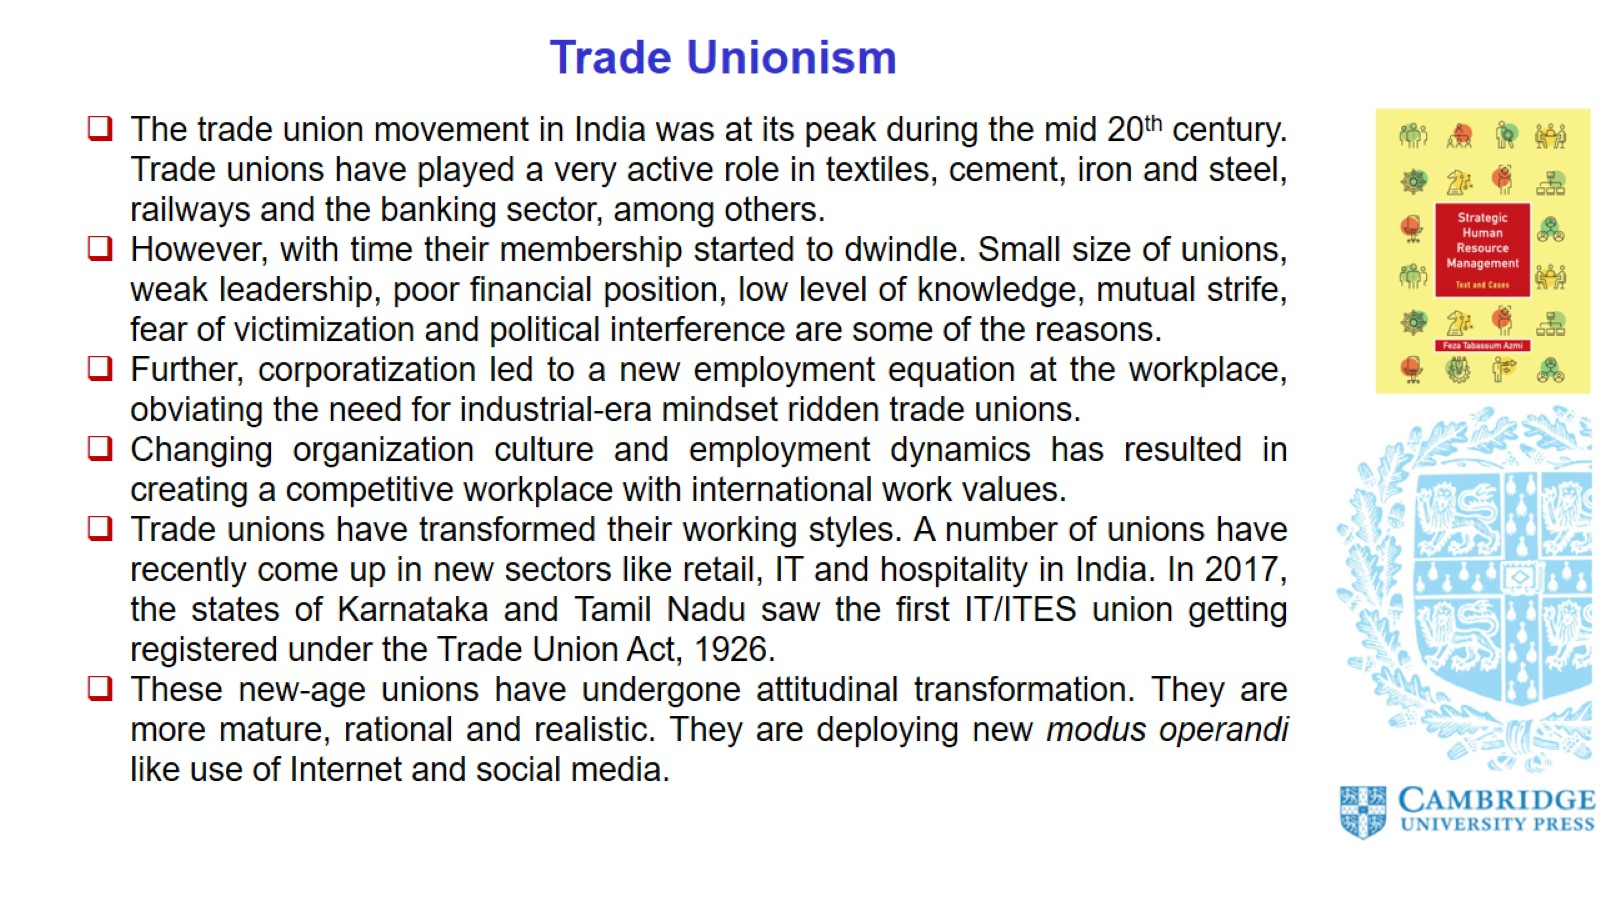 Trade Unionism
❑ The trade union movement in India was at its peak during the mid 20th century.
Trade unions have played a very active role in textiles, cement, iron and steel,
railways and the banking sector, among others.
❑ However, with time their membership started to dwindle. Small size of unions,
weak leadership, poor financial position, low level of knowledge, mutual strife,
fear of victimization and political interference are some of the reasons.
❑ Further, corporatization led to a new employment equation at the workplace,
obviating the need for industrial-era mindset ridden trade unions.
❑ Changing organization culture and employment dynamics has resulted in
creating a competitive workplace with international work values.
❑ Trade unions have transformed their working styles. A number of unions have
recently come up in new sectors like retail, IT and hospitality in India. In 2017,
the states of Karnataka and Tamil Nadu saw the first IT/ITES union getting
registered under the Trade Union Act, 1926.
❑ These new-age unions have undergone attitudinal transformation. They are
more mature, rational and realistic. They are deploying new modus operandi
like use of Internet and social media.
Strategic
Human
Resource
Management
Text and Cases
Feza Tabassum Azmi
CAMBRIDGE
UNIVERSITY PRESS